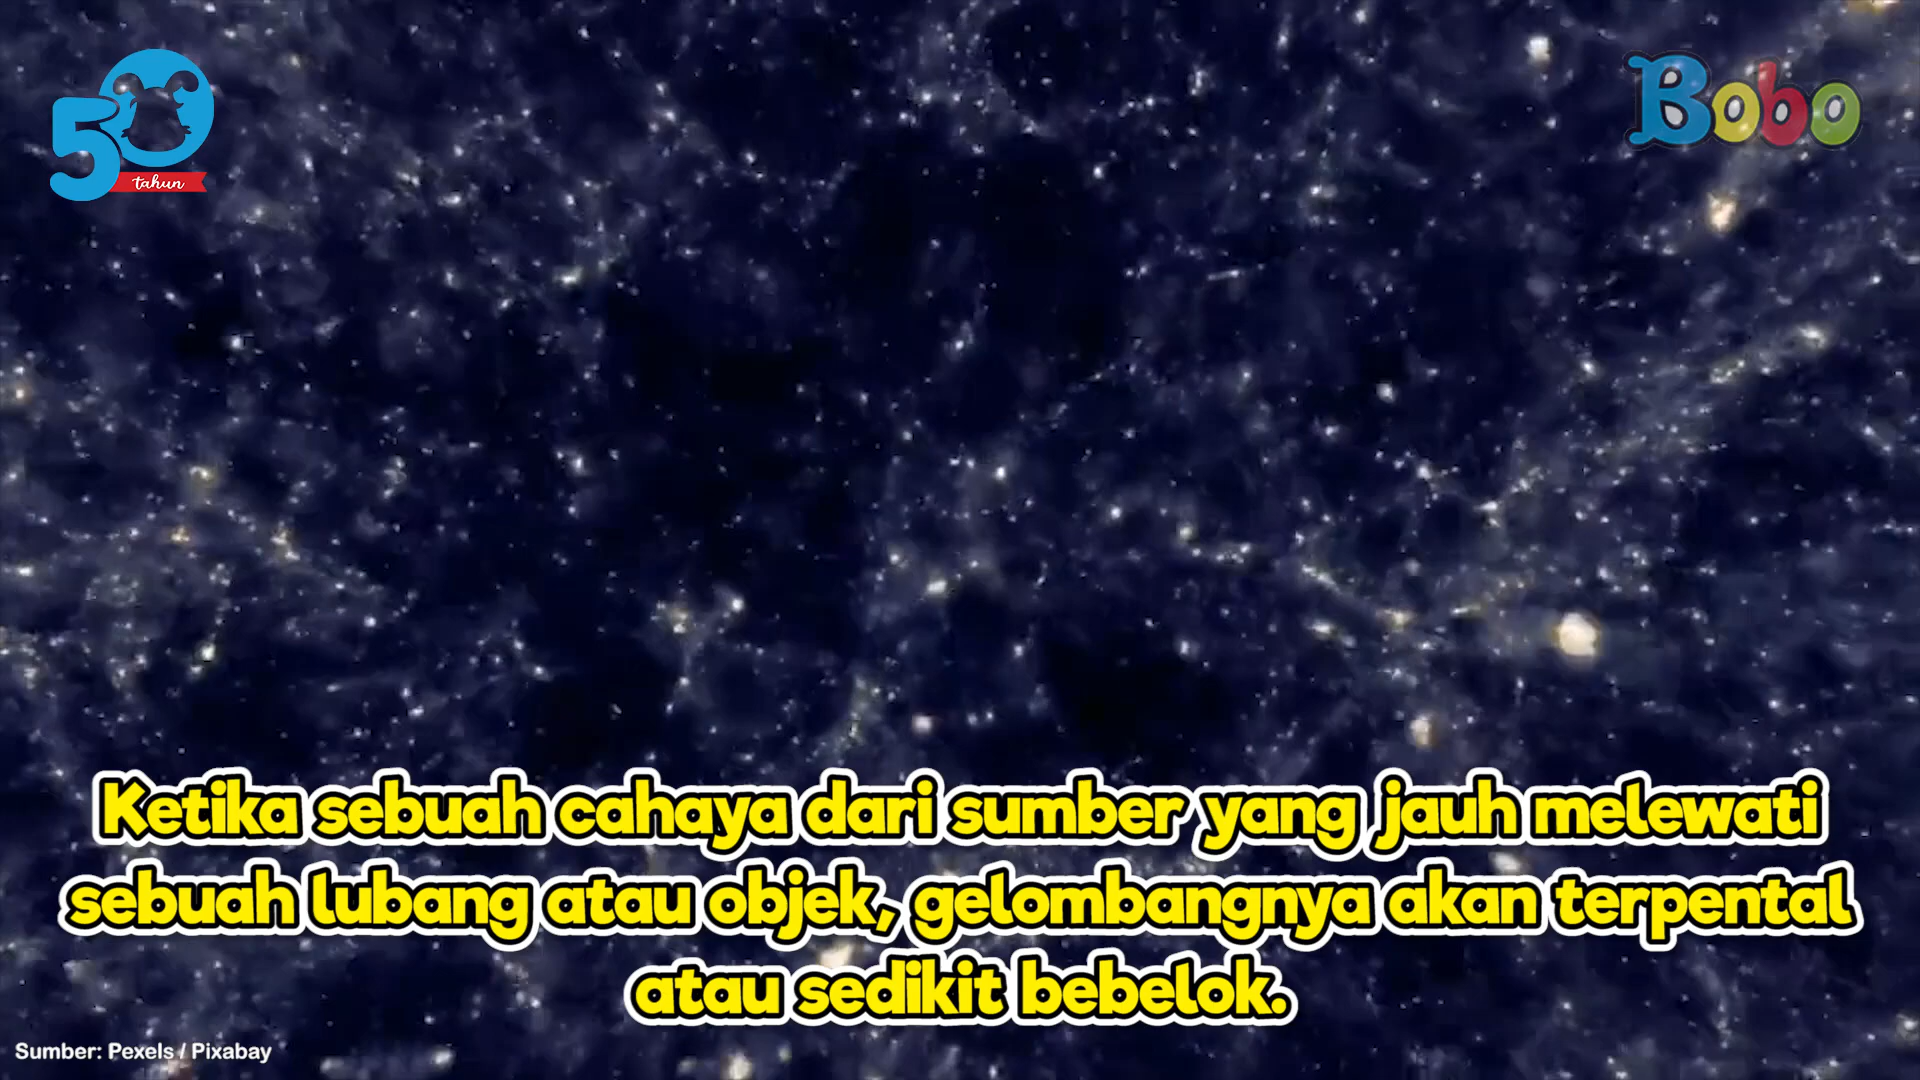 50
tahun
Bobo
Ketika sebuah cahaya dari sumber yang jauh melewati
sebuah lubang atau objek, gelombangnya akan terpental
atau sedikit bebelok.
Sumber: Pexels / Pixabay